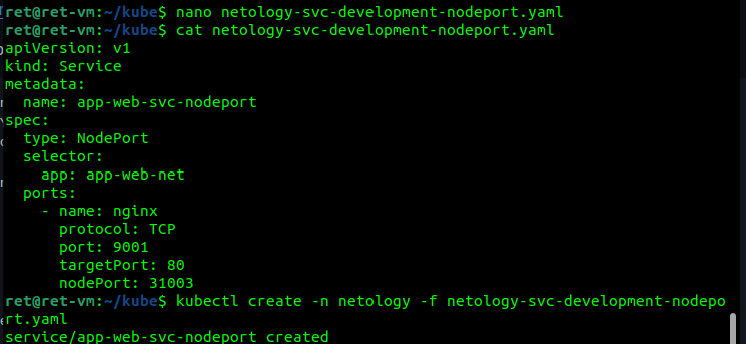 ret@ret-vm:~/kube$ nano netology-svc-development-nodeport.yaml
ret@ret-vm:~/kube$ cat netology-svc-development-nodeport.yaml
apiVersion: v1
kind: Service
metadata:
  name: app-web-svc-nodeport
spec:
  type: NodePort
  selector:
    app: app-web-net
  ports:
    - name: nginx
      protocol: TCP
      port: 9001
      targetPort: 80
      nodePort: 31003
ret@ret-vm:~/kube$ kubectl create -n netology -f netology-svc-development-nodepo
rt.yaml
service/app-web-svc-nodeport created